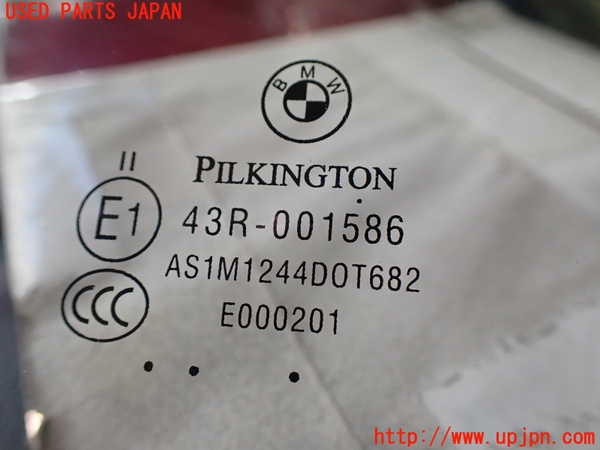 USED PARTS JAPAN
BMW
II
PILKINGTON
E1
43R-001586
AS1M1244DOT682
CCC
E000201
http://www.upjpn.com/